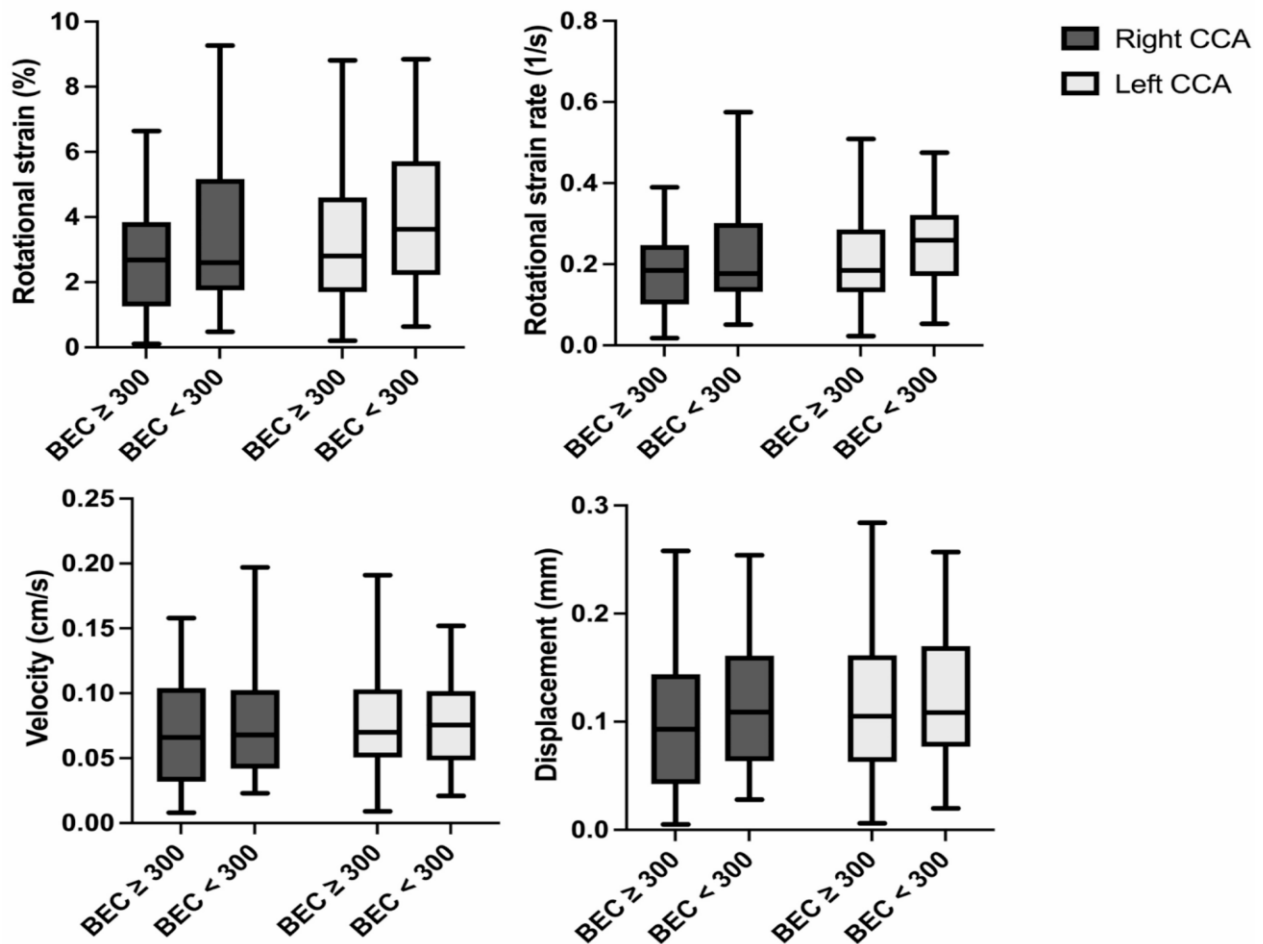 Rotational strain (%)
10
8
6
4
2
0
BEC ≥ 300
BEC < 300
BEC ≥ 300
BEC < 300
Rotational strain rate (1/s)
0.8
0.6
0.4
0.2
0.0
BEC ≥ 300
BEC < 300
BEC ≥ 300
BEC < 300
Right CCA
Left CCA
Velocity (cm/s)
0.25
0.20
0.15
0.10
0.05
0.00
BEC ≥ 300
BEC < 300
BEC ≥ 300
BEC < 300
Displacement (mm)
0.3
0.2
0.1
0.0
BEC ≥ 300
BEC < 300
BEC ≥ 300
BEC < 300